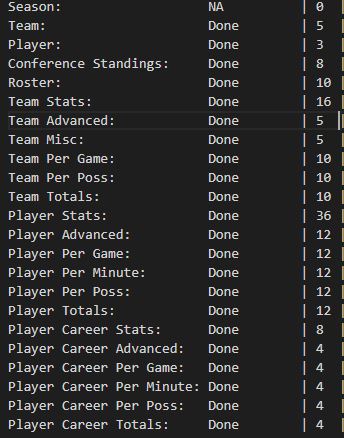 Season: NA | 0 |
Team: Done | 5 |
Player: Done | 3 |
Conference Standings: Done | 8 |
Roster: Done | 10 |
Team Stats: Done | 16 |
Team Advanced: Done | 5 |
Team Misc: Done | 5 |
Team Per Game: Done | 10 |
Team Per Poss: Done | 10 |
Team Totals: Done | 10 |
Player Stats: Done | 36 |
Player Advanced: Done | 12 |
Player Per Game: Done | 12 |
Player Per Minute: Done | 12 |
Player Per Poss: Done | 12 |
Player Totals: Done | 12 |
Player Career Stats: Done | 8 |
Player Career Advanced: Done | 4 |
Player Career Per Game: Done | 4 |
Player Career Per Minute: Done | 4 |
Player Career Per Poss: Done | 4 |
Player Career Totals: Done | 4 |